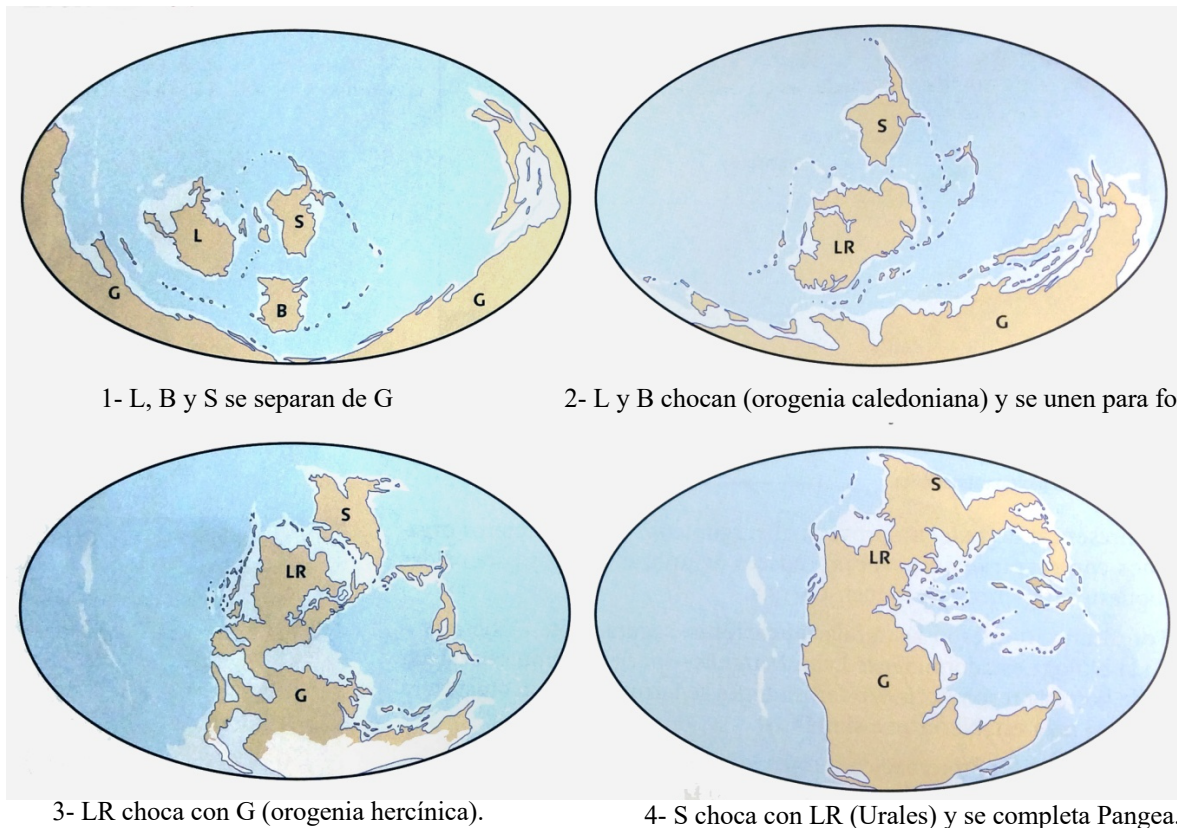 L
S
B
G
G
1- L, B y S se separan de G
S
LR
G
2- L y B chocan (orogenia caledoniana) y se unen para fo
S
LR
G
3- LR choca con G (orogenia hercínica).
S
LR
G
4- S choca con LR (Urales) y se completa Pangea.